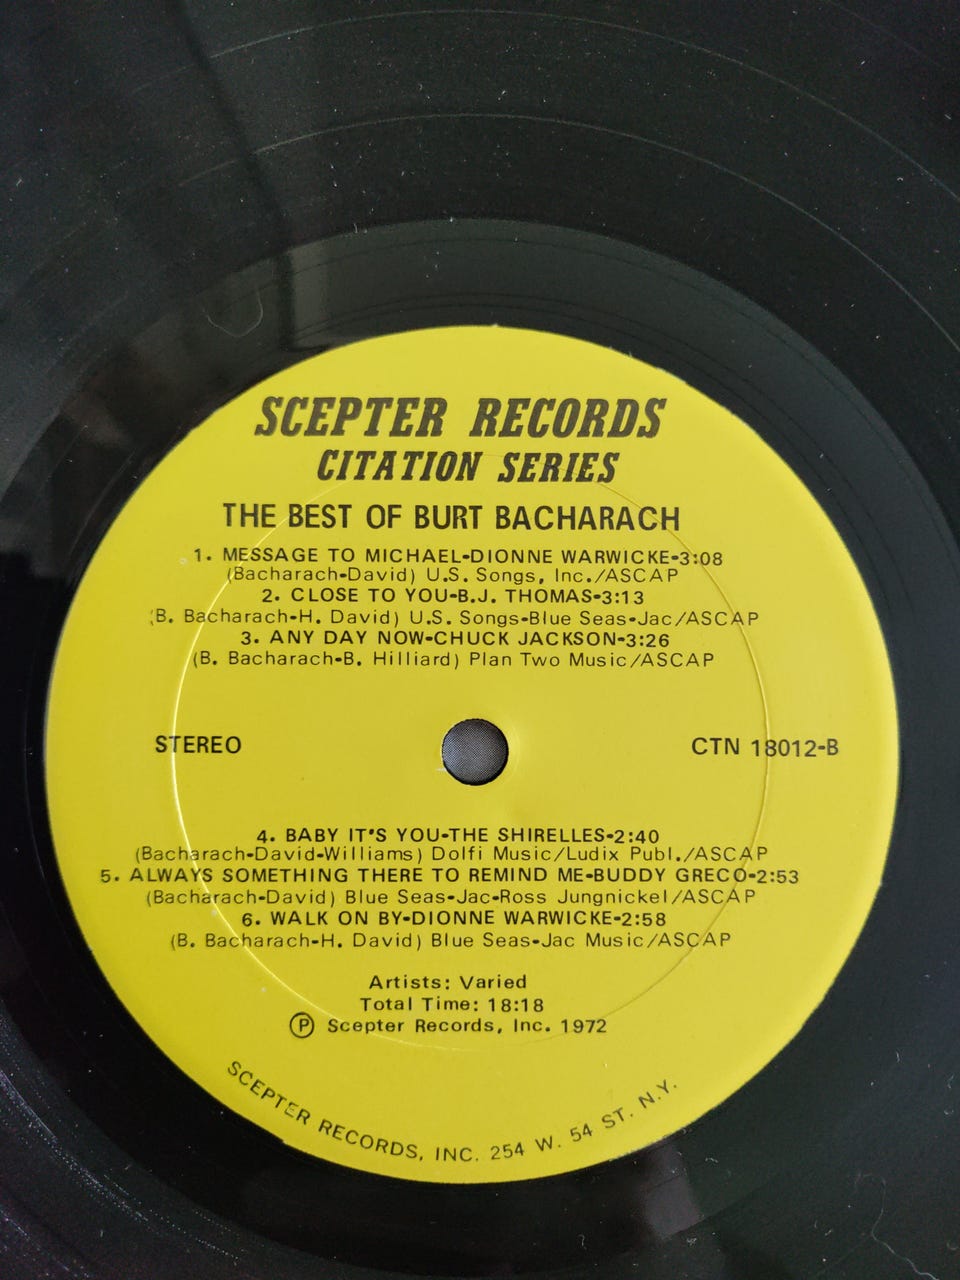 SCEPTER RECORDS
CITATION SERIES
THE BEST OF BURT BACHARACH
1. MESSAGE TO MICHAEL-DIONNE WARWICKE-3:08
(Bacharach-David) U.S. Songs, Inc./ASCAP
2. CLOSE TO YOU-B.J. THOMAS-3:13
(B. Bacharach-H. David) U.S. Songs-Blue Seas-Jac/ASCAP
3. ANY DAY NOW-CHUCK JACKSON-3:26
(B. Bacharach-B. Hilliard) Plan Two Music/ASCAP
STEREO
CTN 18012-B
4. BABY IT'S YOU-THE SHIRELLES-2:40
(Bacharach-David-Williams) Dolfi Music/Ludix Publ./ASCAP
5. ALWAYS SOMETHING THERE TO REMIND ME-BUDDY GRECO-2:53
(Bacharach-David) Blue Seas-Jac-Ross Jungnickel/ASCAP
6. WALK ON BY-DIONNE WARWICKE-2:58
(B. Bacharach-H. David) Blue Seas-Jac Music/ASCAP
Artists: Varied
Total Time: 18:18
℗ Scepter Records, Inc. 1972
SCEPTER RECORDS, INC. 254 W. 54 ST. N.Y.